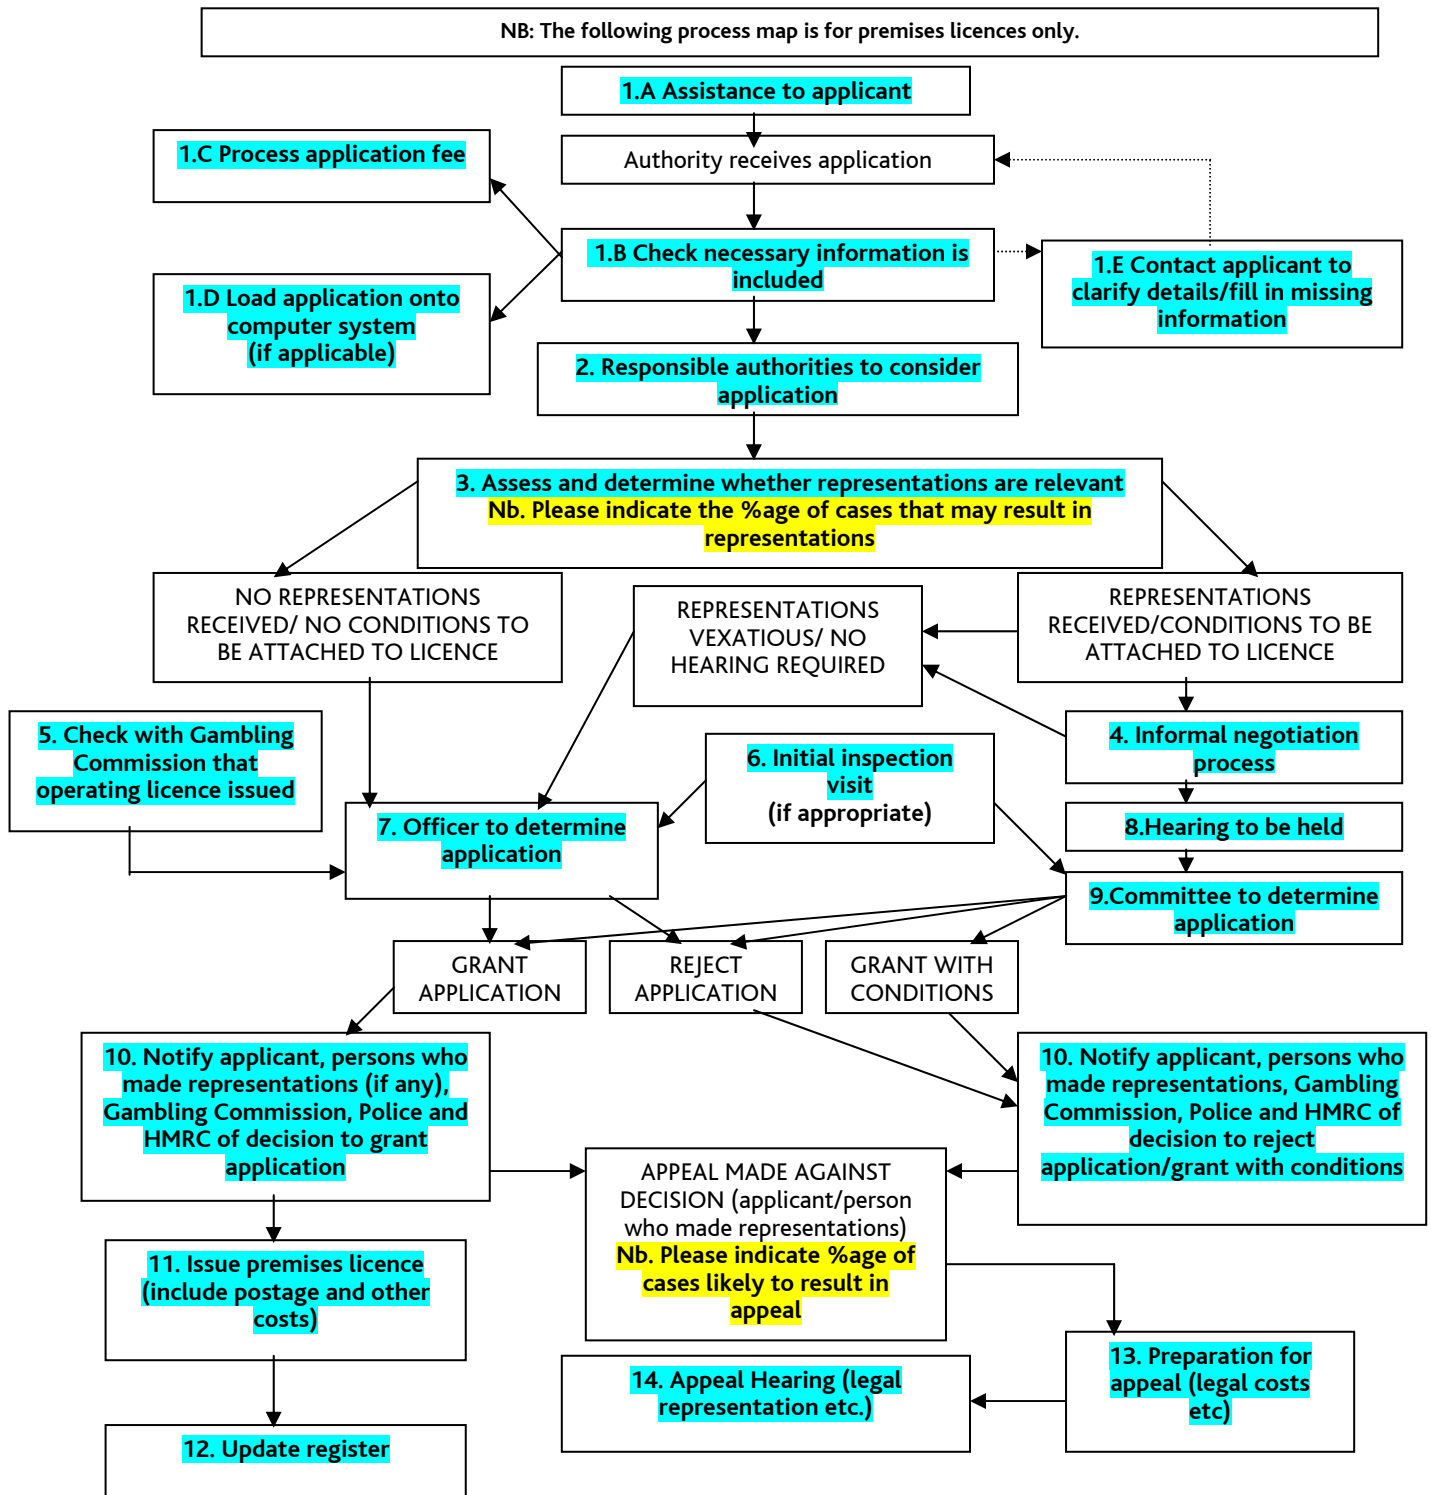 NB: The following process map is for premises licences only.
1.A Assistance to applicant
1.C Process application fee
Authority receives application
1.B Check necessary information is
included
1.E Contact applicant to
clarify details/fill in missing
information
1.D Load application onto
computer system
(if applicable)
2. Responsible authorities to consider
application
3. Assess and determine whether representations are relevant
Nb. Please indicate the %age of cases that may result in
representations
NO REPRESENTATIONS
RECEIVED/ NO CONDITIONS TO
BE ATTACHED TO LICENCE
REPRESENTATIONS
VEXATIOUS/ NO
HEARING REQUIRED
REPRESENTATIONS
RECEIVED/CONDITIONS TO BE
ATTACHED TO LICENCE
5. Check with Gambling
Commission that
operating licence issued
6. Initial inspection
visit
(if appropriate)
4. Informal negotiation
process
7. Officer to determine
application
8.Hearing to be held
9.Committee to determine
application
GRANT
APPLICATION
REJECT
APPLICATION
GRANT WITH
CONDITIONS
10. Notify applicant, persons who
made representations (if any),
Gambling Commission, Police and
HMRC of decision to grant
application
10. Notify applicant, persons who
made representations, Gambling
Commission, Police and HMRC of
decision to reject
application/grant with conditions
APPEAL MADE AGAINST
DECISION (applicant/person
who made representations)
Nb. Please indicate %age of
cases likely to result in
appeal
11. Issue premises licence
(include postage and other
costs)
13. Preparation for
appeal (legal costs
etc)
14. Appeal Hearing (legal
representation etc.)
12. Update register